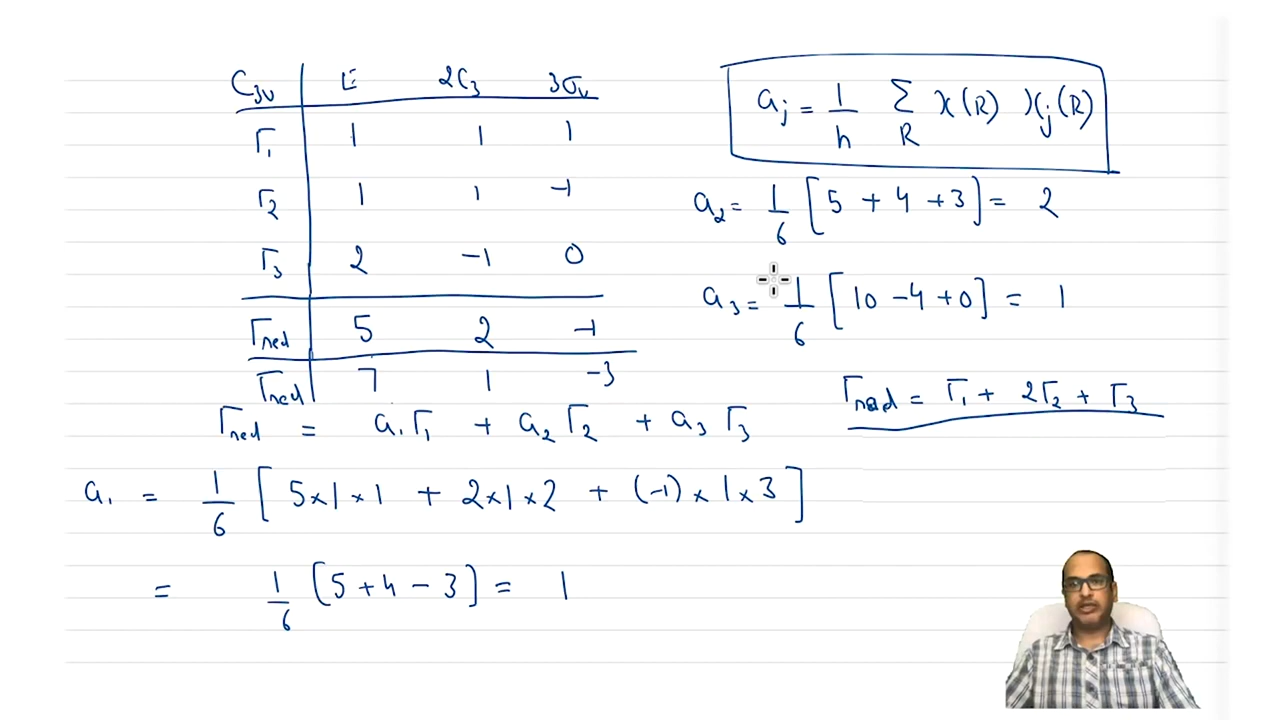 C₃ᵥ E 2C₃ 3σᵥ
Γ₁ 1 1 1
Γ₂ 1 1 -1
Γ₃ 2 -1 0
Γred 5 2 -1
Γred 7 1 -3
Γred = a₁Γ₁ + a₂Γ₂ + a₃Γ₃
a₁ = 1/6 [5×1×1 + 2×1×2 + (-1)×1×3]
= 1/6 [5+4-3] = 1
aⱼ = 1/h Σ_R χ(R) χⱼ(R)
a₂ = 1/6 [5 + 4 + 3] = 2
a₃ = 1/6 [10 - 4 + 0] = 1
Γred = Γ₁ + 2Γ₂ + Γ₃